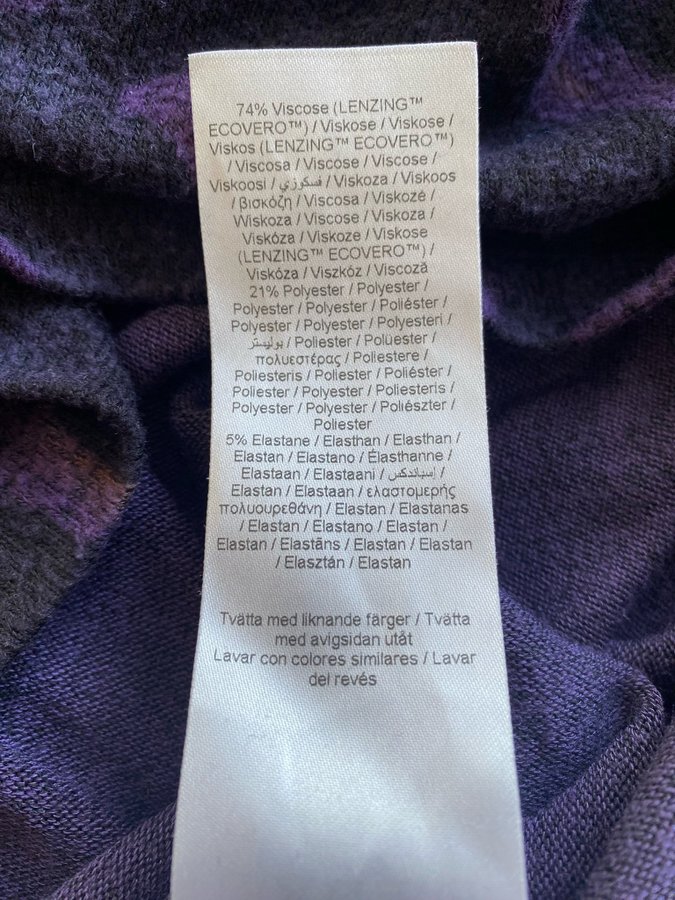 74% Viscose (LENZING™
ECOVERO™) / Viskose / Viskose /
Viskos (LENZING™ ECOVERO™)
/ Viscosa / Viscose / Viscose /
Viskoosi / فسكوزي / Viskoza / Viskoos
/ βισκόζη / Viscosa / Viskozė /
Wiskoza / Viscose / Viskoza /
Viskóza / Viskoze / Viskose
(LENZING™ ECOVERO™) /
Viskóza / Viszkóz / Viscoză
21% Polyester / Polyester /
Polyester / Polyester / Poliéster /
Polyester / Polyester / Polyesteri /
بوليستر / Poliester / Polüester /
πολυεστέρας / Poliestere /
Poliesteris / Poliester / Poliéster /
Poliester / Polyester / Poliesteris /
Polyester / Polyester / Poliészter /
Poliester
5% Elastane / Elasthan / Elasthan /
Elastan / Elastano / Élasthanne /
Elastaan / Elastaani / إسباندكس /
Elastan / Elastaan / ελαστομερής
πολυουρεθάνη / Elastan / Elastanas
/ Elastan / Elastano / Elastan /
Elastan / Elastāns / Elastan / Elastan
/ Elasztán / Elastan
Tvätta med liknande färger / Tvätta
med avigsidan utåt
Lavar con colores similares / Lavar
del revés